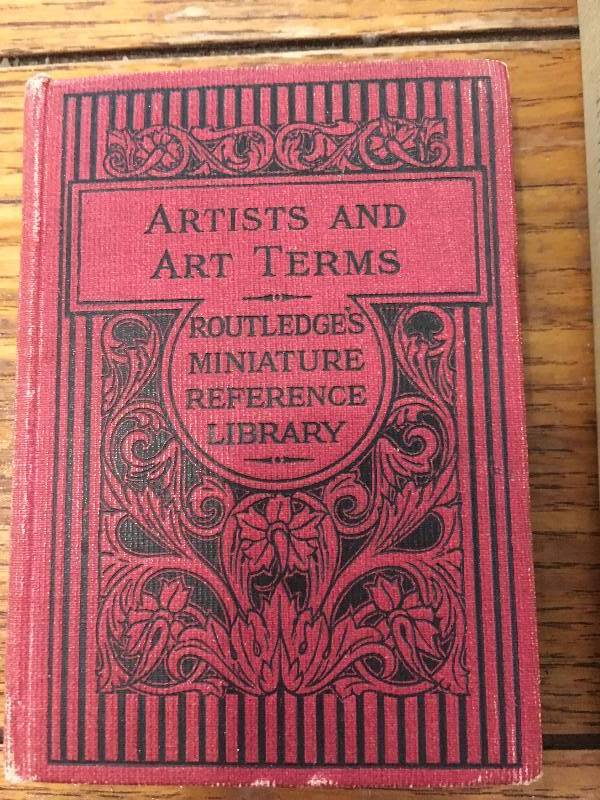 ARTISTS AND
ART TERMS
ROUTLEDGE'S
MINIATURE
REFERENCE
LIBRARY